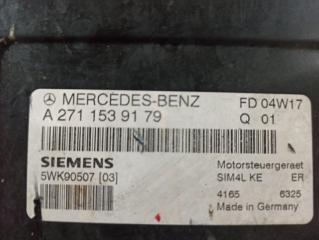 MERCEDES-BENZ FD 04W17
A 271 153 91 79 Q 01
SIEMENS Motorsteuergeraet
5WK90507 [03] SIM4L KE ER
4165 6325
Made in Germany